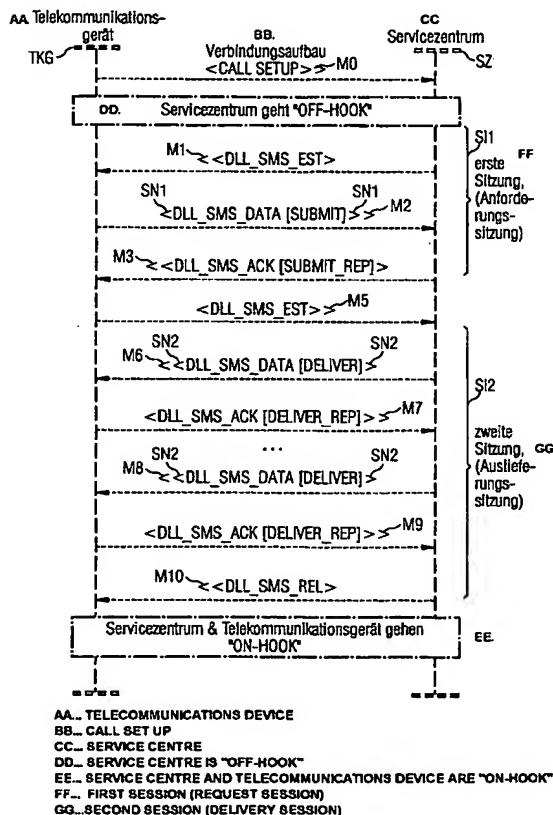 AA. Telekommunikations-
gerät
BB.
Verbindungsaufbau
CC
Servicezentrum
TKG
<CALL SETUP> M0
SZ
DD. Servicezentrum geht "OFF-HOOK"
SI1
M1 <DLL_SMS_EST>
erste FF
Sitzung,
(Anforde-
rungs-
sitzung)
SN1 SN1
<DLL_SMS_DATA [SUBMIT]> M2
M3 <DLL_SMS_ACK [SUBMIT_REP]>
<DLL_SMS_EST> M5
SN2 SN2
M6 <DLL_SMS_DATA [DELIVER]>
SI2
<DLL_SMS_ACK [DELIVER_REP]> M7
...
SN2 SN2
M8 <DLL_SMS_DATA [DELIVER]>
zweite
Sitzung, GG
(Ausliefe-
rungs-
sitzung)
<DLL_SMS_ACK [DELIVER_REP]> M9
M10 <DLL_SMS_REL>
Servicezentrum & Telekommunikationsgerät gehen
"ON-HOOK"
EE.
AA... TELECOMMUNICATIONS DEVICE
BB... CALL SET UP
CC... SERVICE CENTRE
DD... SERVICE CENTRE IS "OFF-HOOK"
EE... SERVICE CENTRE AND TELECOMMUNICATIONS DEVICE ARE "ON-HOOK"
FF... FIRST SESSION (REQUEST SESSION)
GG...SECOND SESSION (DELIVERY SESSION)